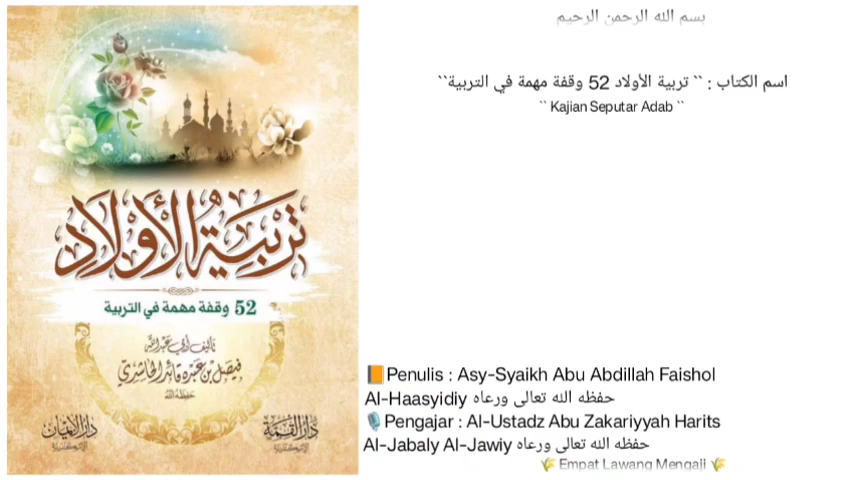 تربية الأولاد
52 وقفة مهمة في التربية
تأليف أبي عبد الله
فيصل بن عبده قائد الحاشدي
حفظه الله
دار القمة
الإسكندرية
دار الإيمان
الإسكندرية
بسم الله الرحمن الرحيم
اسم الكتاب : `` تربية الأولاد 52 وقفة مهمة في التربية``
`` Kajian Seputar Adab ``
📙Penulis : Asy-Syaikh Abu Abdillah Faishol
Al-Haasyidiy حفظه الله تعالى ورعاه
🎙️Pengajar : Al-Ustadz Abu Zakariyyah Harits
Al-Jabaly Al-Jawiy حفظه الله تعالى ورعاه
🌾 Empat Lawang Mengaji 🌾